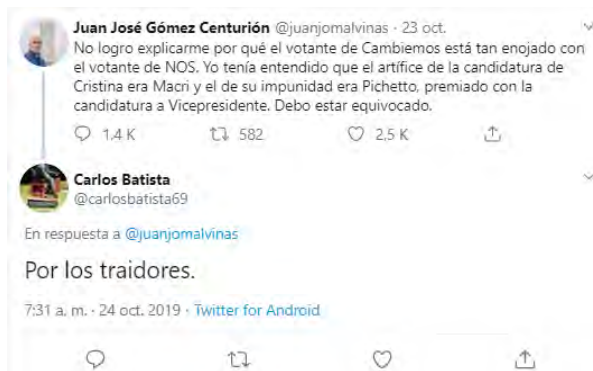 Juan José Gómez Centurión @juanjomalvinas · 23 oct.
No logro explicarme por qué el votante de Cambiemos está tan enojado con
el votante de NOS. Yo tenía entendido que el artífice de la candidatura de
Cristina era Macri y el de su impunidad era Pichetto, premiado con la
candidatura a Vicepresidente. Debo estar equivocado.
1.4 K 582 2,5 K
Carlos Batista
@carlosbatista69
En respuesta a @juanjomalvinas
Por los traidores.
7:31 a. m. · 24 oct. 2019 · Twitter for Android